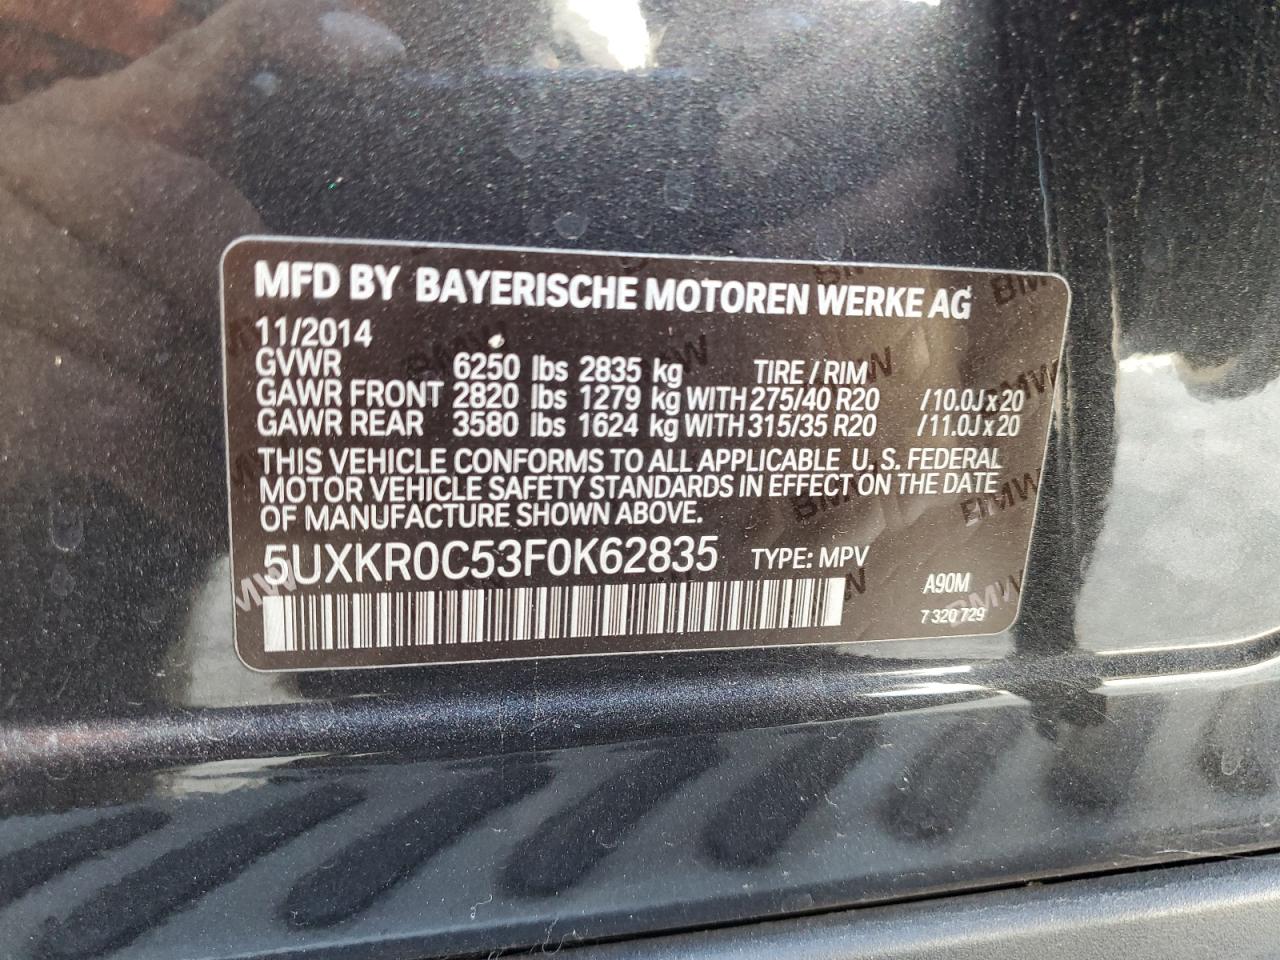 MFD BY BAYERISCHE MOTOREN WERKE AG
11/2014
GVWR 6250 lbs 2835 kg TIRE / RIM
GAWR FRONT 2820 lbs 1279 kg WITH 275/40 R20 /10.0J x 20
GAWR REAR 3580 lbs 1624 kg WITH 315/35 R20 /11.0J x 20
THIS VEHICLE CONFORMS TO ALL APPLICABLE U. S. FEDERAL
MOTOR VEHICLE SAFETY STANDARDS IN EFFECT ON THE DATE
OF MANUFACTURE SHOWN ABOVE.
5UXKR0C53F0K62835 TYPE: MPV
A90M
7 320 729